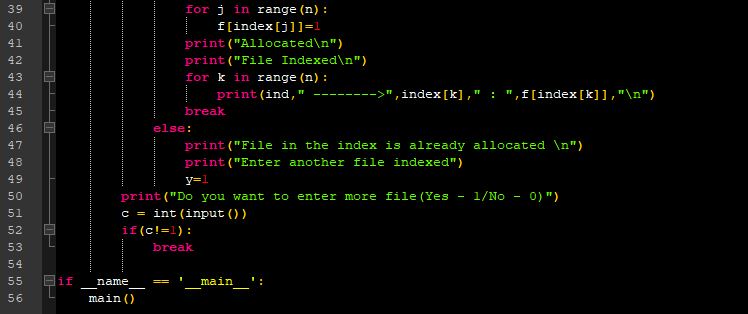 39 for j in range(n):
40 f[index[j]]=1
41 print("Allocated\n")
42 print("File Indexed\n")
43 for k in range(n):
44 print(ind," -------->",index[k]," : ",f[index[k]],"\n")
45 break
46 else:
47 print("File in the index is already allocated \n")
48 print("Enter another file indexed")
49 y=1
50 print("Do you want to enter more file(Yes - 1/No - 0)")
51 c = int(input())
52 if(c!=1):
53 break
54
55 if __name__ == '__main__':
56 main()